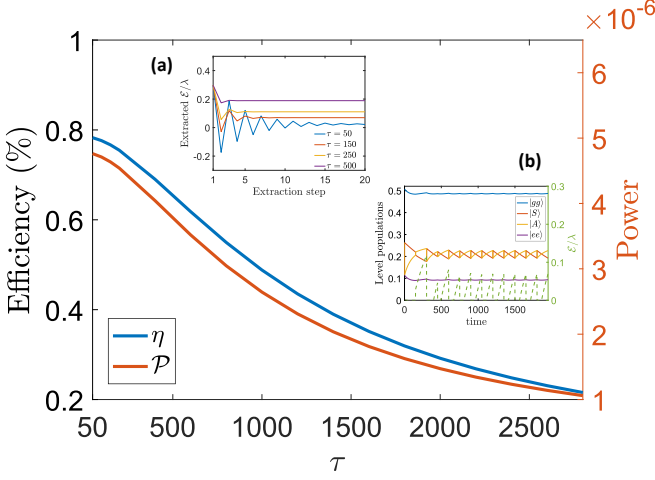 ×10⁻⁶
1
0.8
0.6
0.4
0.2
Efficiency (%)
50
500
1000
1500
2000
2500
τ
6
5
4
3
2
1
Power
η
𝒫
(a)
0.4
0.2
0
-0.2
Extracted ℰ/λ
1
5
10
15
20
Extraction step
τ = 50
τ = 150
τ = 250
τ = 500
(b)
0.5
0.4
0.3
0.2
0.1
0
Level populations
0
500
1000
1500
time
0.3
0.2
0.1
0
ℰ/λ
|gg⟩
|S⟩
|A⟩
|ee⟩